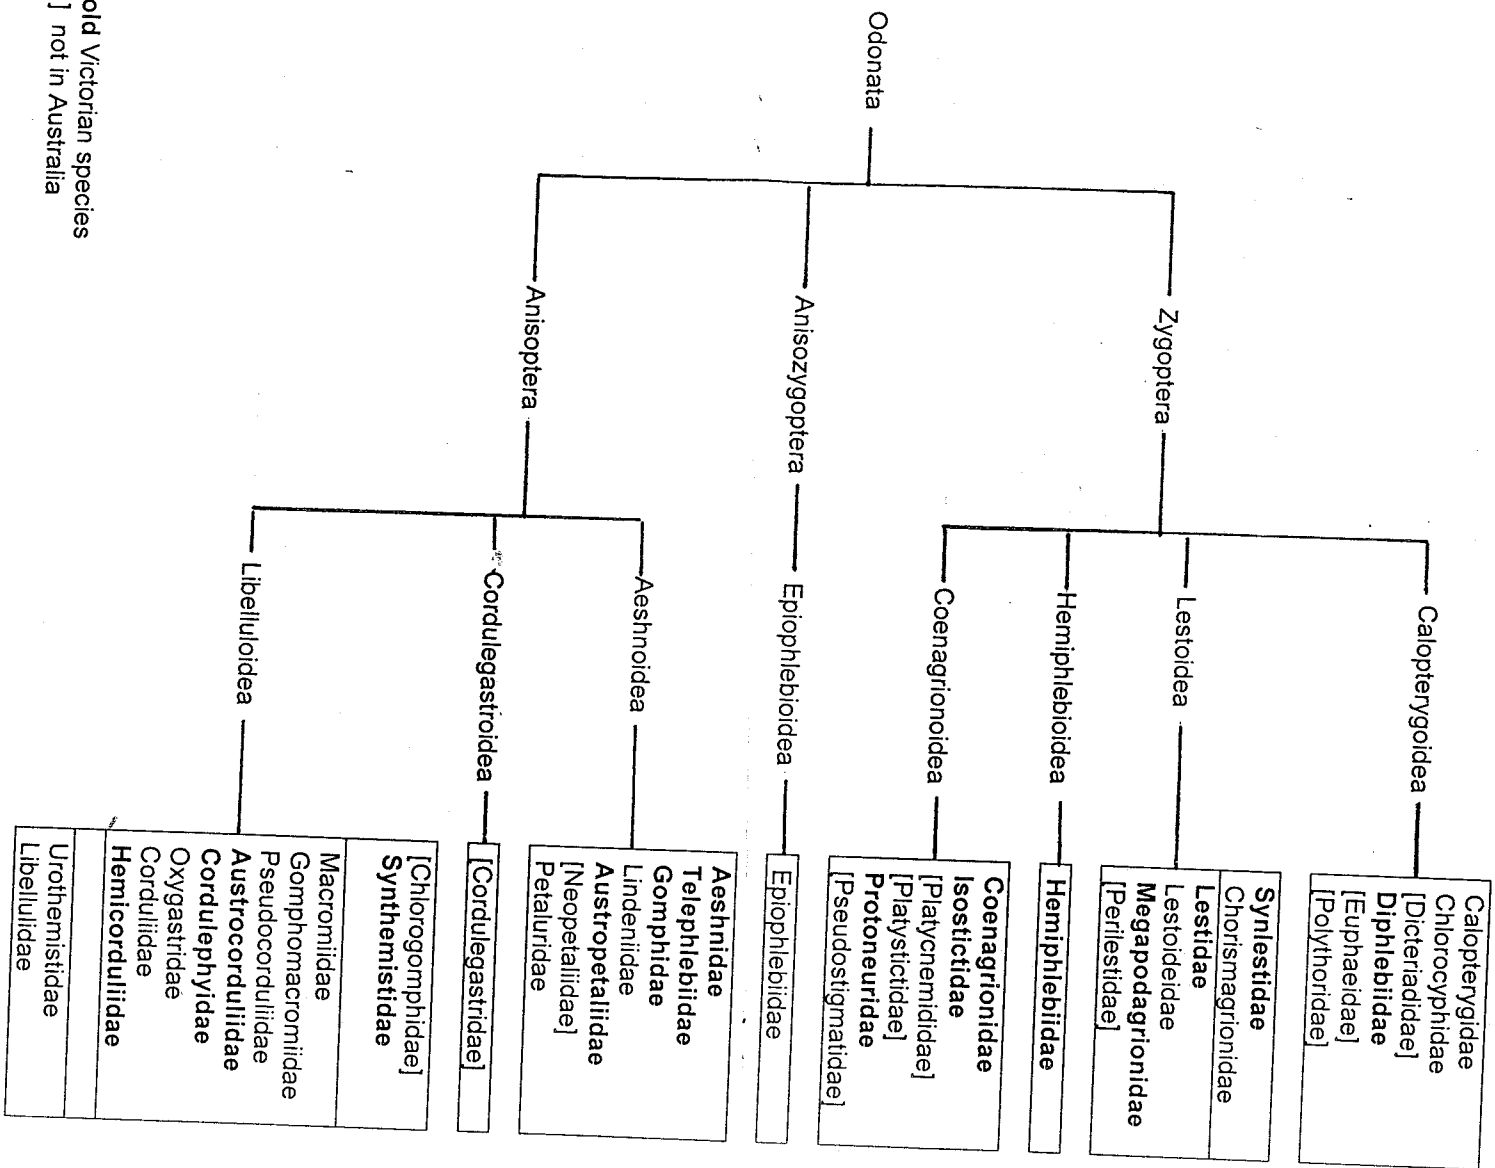 Odonata
Zygoptera
Calopterygoidea
Calopterygidae
Chlorocyphidae
[Dicteriadidae]
Diphlebiidae
[Euphaeidae]
[Polythoridae]
Lestoidea
Synlestidae
Chorismagrionidae
Lestidae
Lestoideidae
Megapodagrionidae
[Perilestidae]
Hemiphlebioidea
Hemiphlebiidae
Coenagrionoidea
Coenagrionidae
Isostictidae
[Platycnemididae]
[Platystictidae]
Protoneuridae
[Pseudostigmatidae]
Anisozygoptera
Epiophlebioidea
Epiophlebiidae
Anisoptera
Aeshnoidea
Aeshnidae
Telephlebiidae
Gomphidae
Lindeniidae
Austropetaliidae
[Neopetaliidae]
Petaluridae
Cordulegastroidea
[Cordulegastridae]
Libelluloidea
[Chlorogomphidae]
Synthemistidae
Macromiidae
Gomphomacromiidae
Pseudocorduliidae
Austrocorduliidae
Cordulephyidae
Oxygastridae
Corduliidae
Hemicorduliidae
Urothemistidae
Libellulidae
old Victorian species
] not in Australia